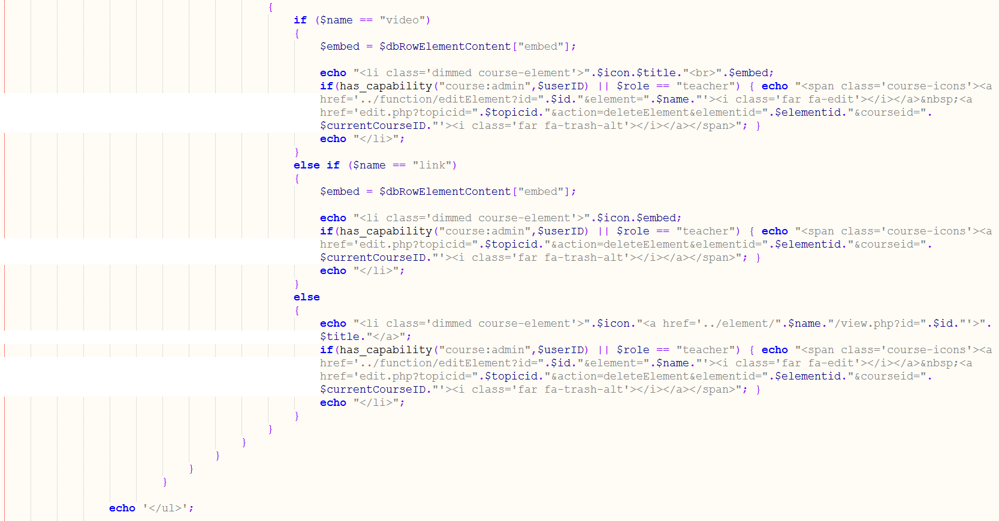 {
if ($name == "video")
{
$embed = $dbRowElementContent["embed"];
echo "<li class='dimmed course-element'>".$icon.$title."<br>".$embed;
if(has_capability("course:admin",$userID) || $role == "teacher") { echo "<span class='course-icons'><a
href='../function/editElement?id=".$id."&element=".$name."'><i class='far fa-edit'></i></a>&nbsp;<a
href='edit.php?topicid=".$topicid."&action=deleteElement&elementid=".$elementid."&courseid=".
$currentCourseID."'><i class='far fa-trash-alt'></i></a></span>"; }
echo "</li>";
}
else if ($name == "link")
{
$embed = $dbRowElementContent["embed"];
echo "<li class='dimmed course-element'>".$icon.$embed;
if(has_capability("course:admin",$userID) || $role == "teacher") { echo "<span class='course-icons'><a
href='edit.php?topicid=".$topicid."&action=deleteElement&elementid=".$elementid."&courseid=".
$currentCourseID."'><i class='far fa-trash-alt'></i></a></span>"; }
echo "</li>";
}
else
{
echo "<li class='dimmed course-element'>".$icon."<a href='../element/".$name."/view.php?id=".$id."'>".
$title."</a>";
if(has_capability("course:admin",$userID) || $role == "teacher") { echo "<span class='course-icons'><a
href='../function/editElement?id=".$id."&element=".$name."'><i class='far fa-edit'></i></a>&nbsp;<a
href='edit.php?topicid=".$topicid."&action=deleteElement&elementid=".$elementid."&courseid=".
$currentCourseID."'><i class='far fa-trash-alt'></i></a></span>"; }
echo "</li>";
}
}
}
}
}
}
echo '</ul>';